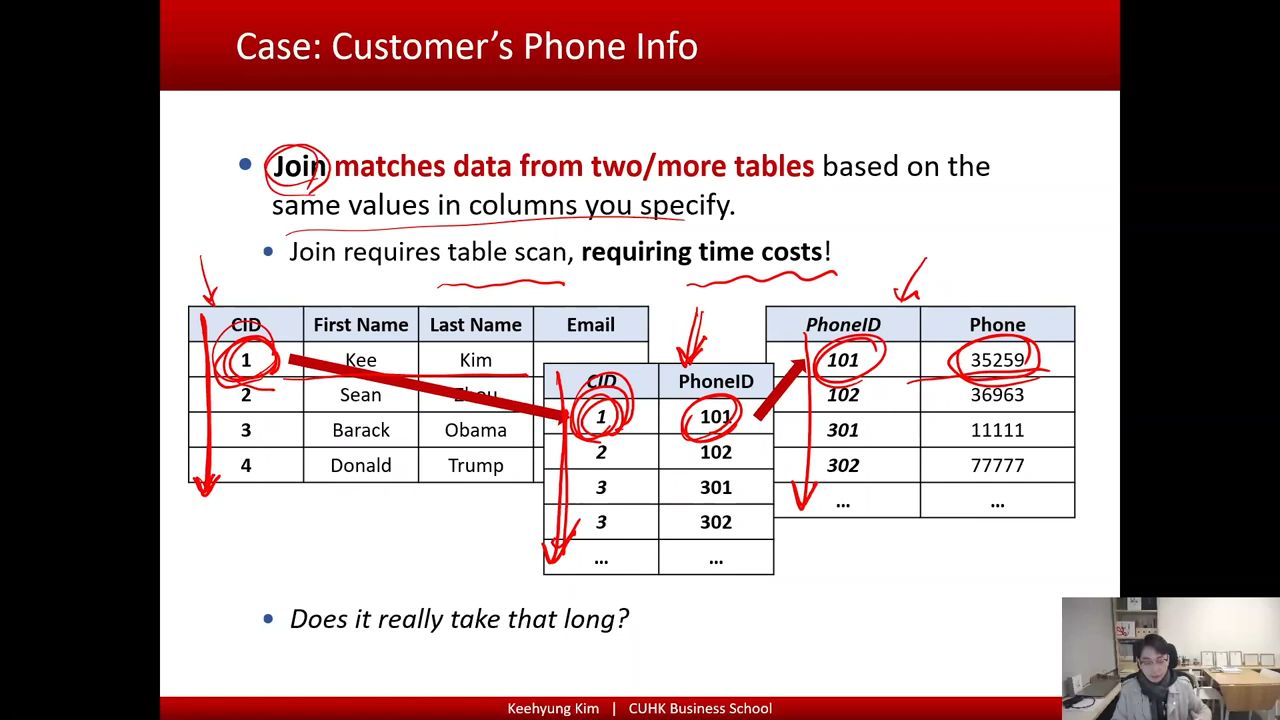 Case: Customer's Phone Info
• Join matches data from two/more tables based on the
same values in columns you specify.
• Join requires table scan, requiring time costs!
CID First Name Last Name Email
1 Kee Kim
2 Sean Zhou
3 Barack Obama
4 Donald Trump
CID PhoneID
1 101
2 102
3 301
3 302
... ...
PhoneID Phone
101 35259
102 36963
301 11111
302 77777
... ...
• Does it really take that long?
Keehyung Kim | CUHK Business School